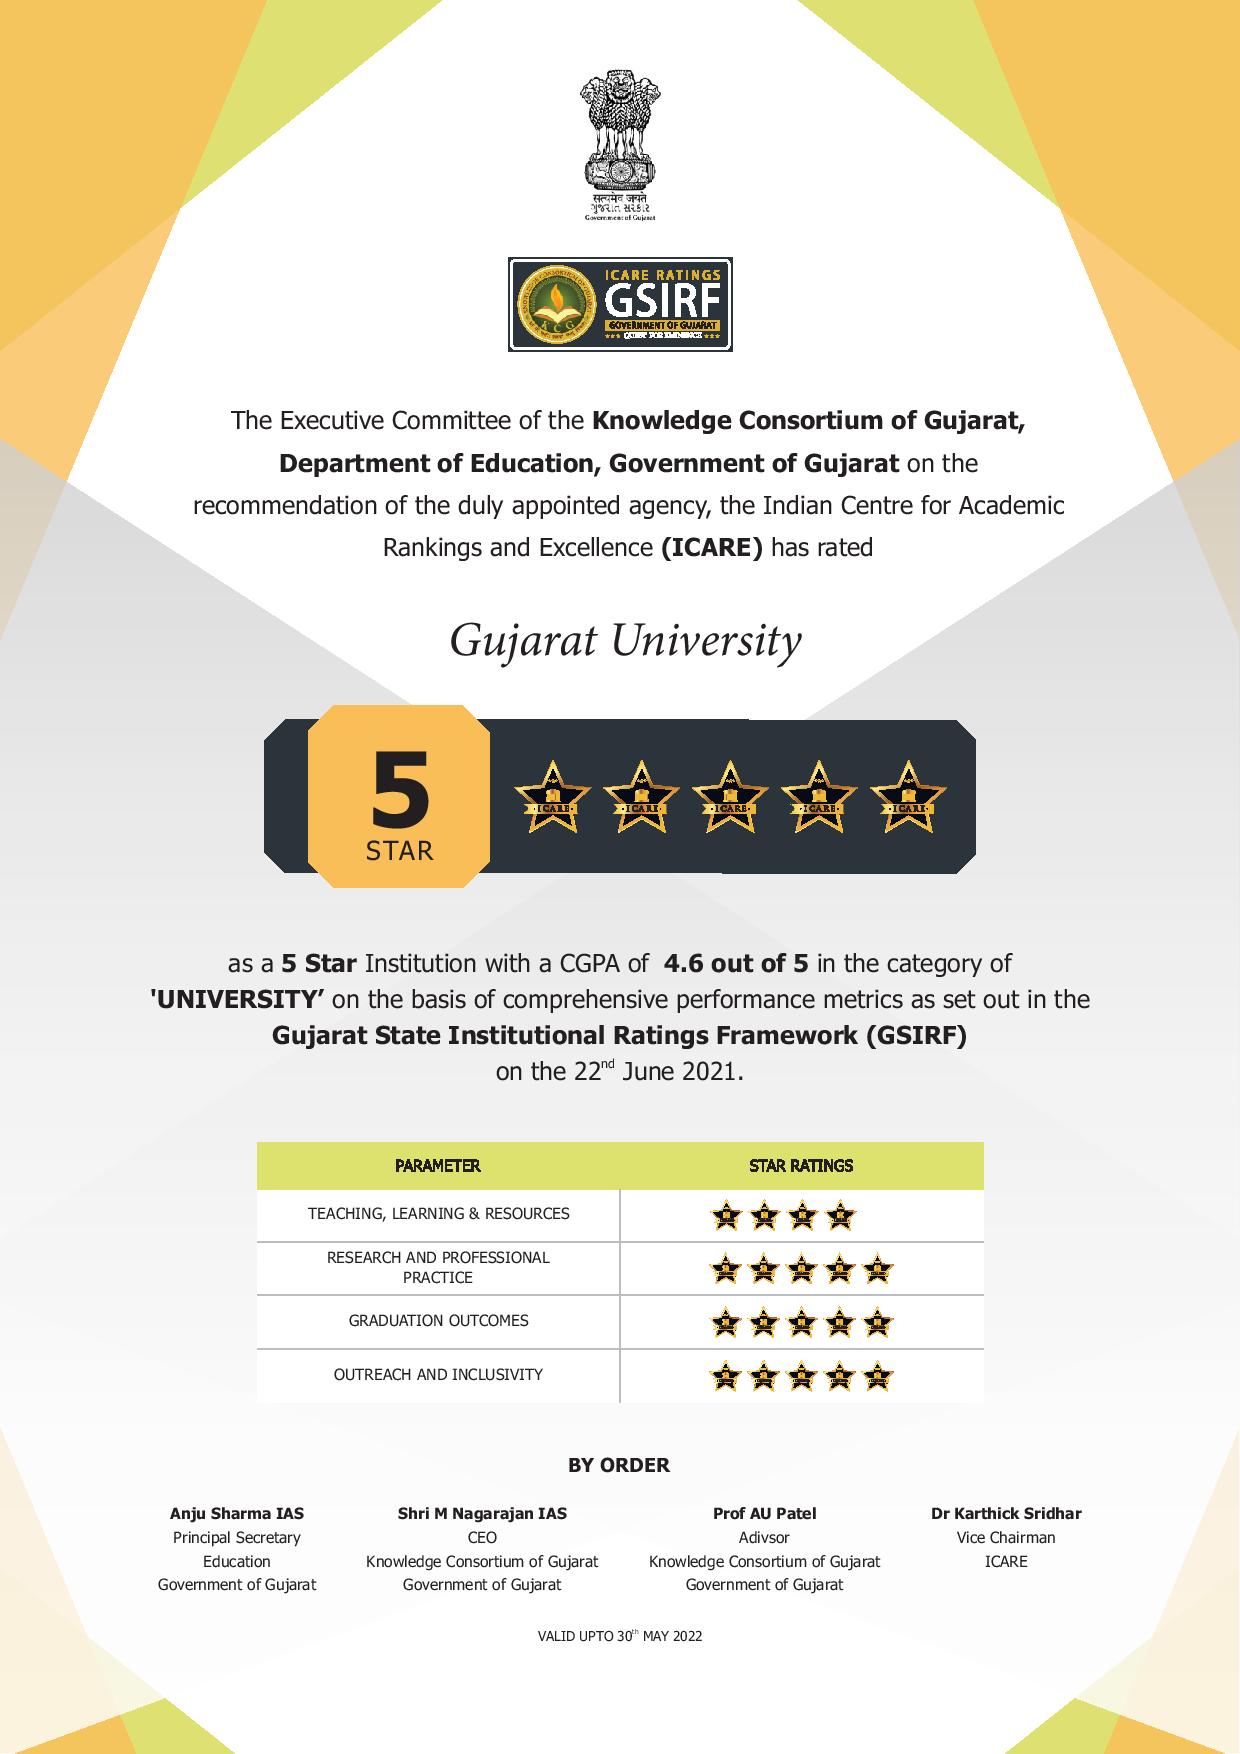 सत्यमेव जयते
ગુજરાત સરકાર
Government of Gujarat
ICARE RATINGS
GSIRF
GOVERNMENT OF GUJARAT
KCG
The Executive Committee of the Knowledge Consortium of Gujarat,
Department of Education, Government of Gujarat on the
recommendation of the duly appointed agency, the Indian Centre for Academic
Rankings and Excellence (ICARE) has rated
Gujarat University
5
STAR
ICARE ICARE ICARE ICARE ICARE
as a 5 Star Institution with a CGPA of 4.6 out of 5 in the category of
'UNIVERSITY’ on the basis of comprehensive performance metrics as set out in the
Gujarat State Institutional Ratings Framework (GSIRF)
on the 22nd June 2021.
PARAMETER STAR RATINGS
TEACHING, LEARNING & RESOURCES
RESEARCH AND PROFESSIONAL
PRACTICE
GRADUATION OUTCOMES
OUTREACH AND INCLUSIVITY
BY ORDER
Anju Sharma IAS Shri M Nagarajan IAS Prof AU Patel Dr Karthick Sridhar
Principal Secretary CEO Adivsor Vice Chairman
Education Knowledge Consortium of Gujarat Knowledge Consortium of Gujarat ICARE
Government of Gujarat Government of Gujarat Government of Gujarat
VALID UPTO 30th MAY 2022